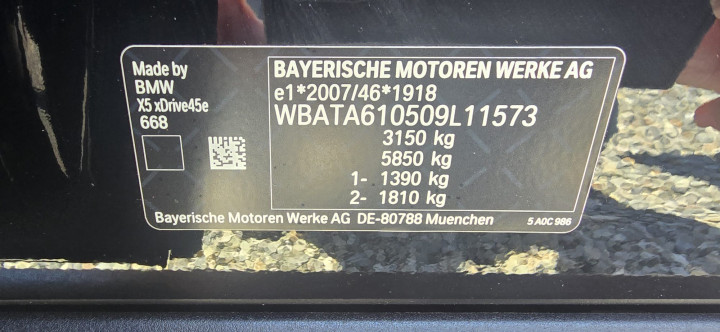 Made by
BMW
X5 xDrive45e
668
BAYERISCHE MOTOREN WERKE AG
e1*2007/46*1918
WBATA610509L11573
3150 kg
5850 kg
1- 1390 kg
2- 1810 kg
Bayerische Motoren Werke AG DE-80788 Muenchen
5 A0C 986